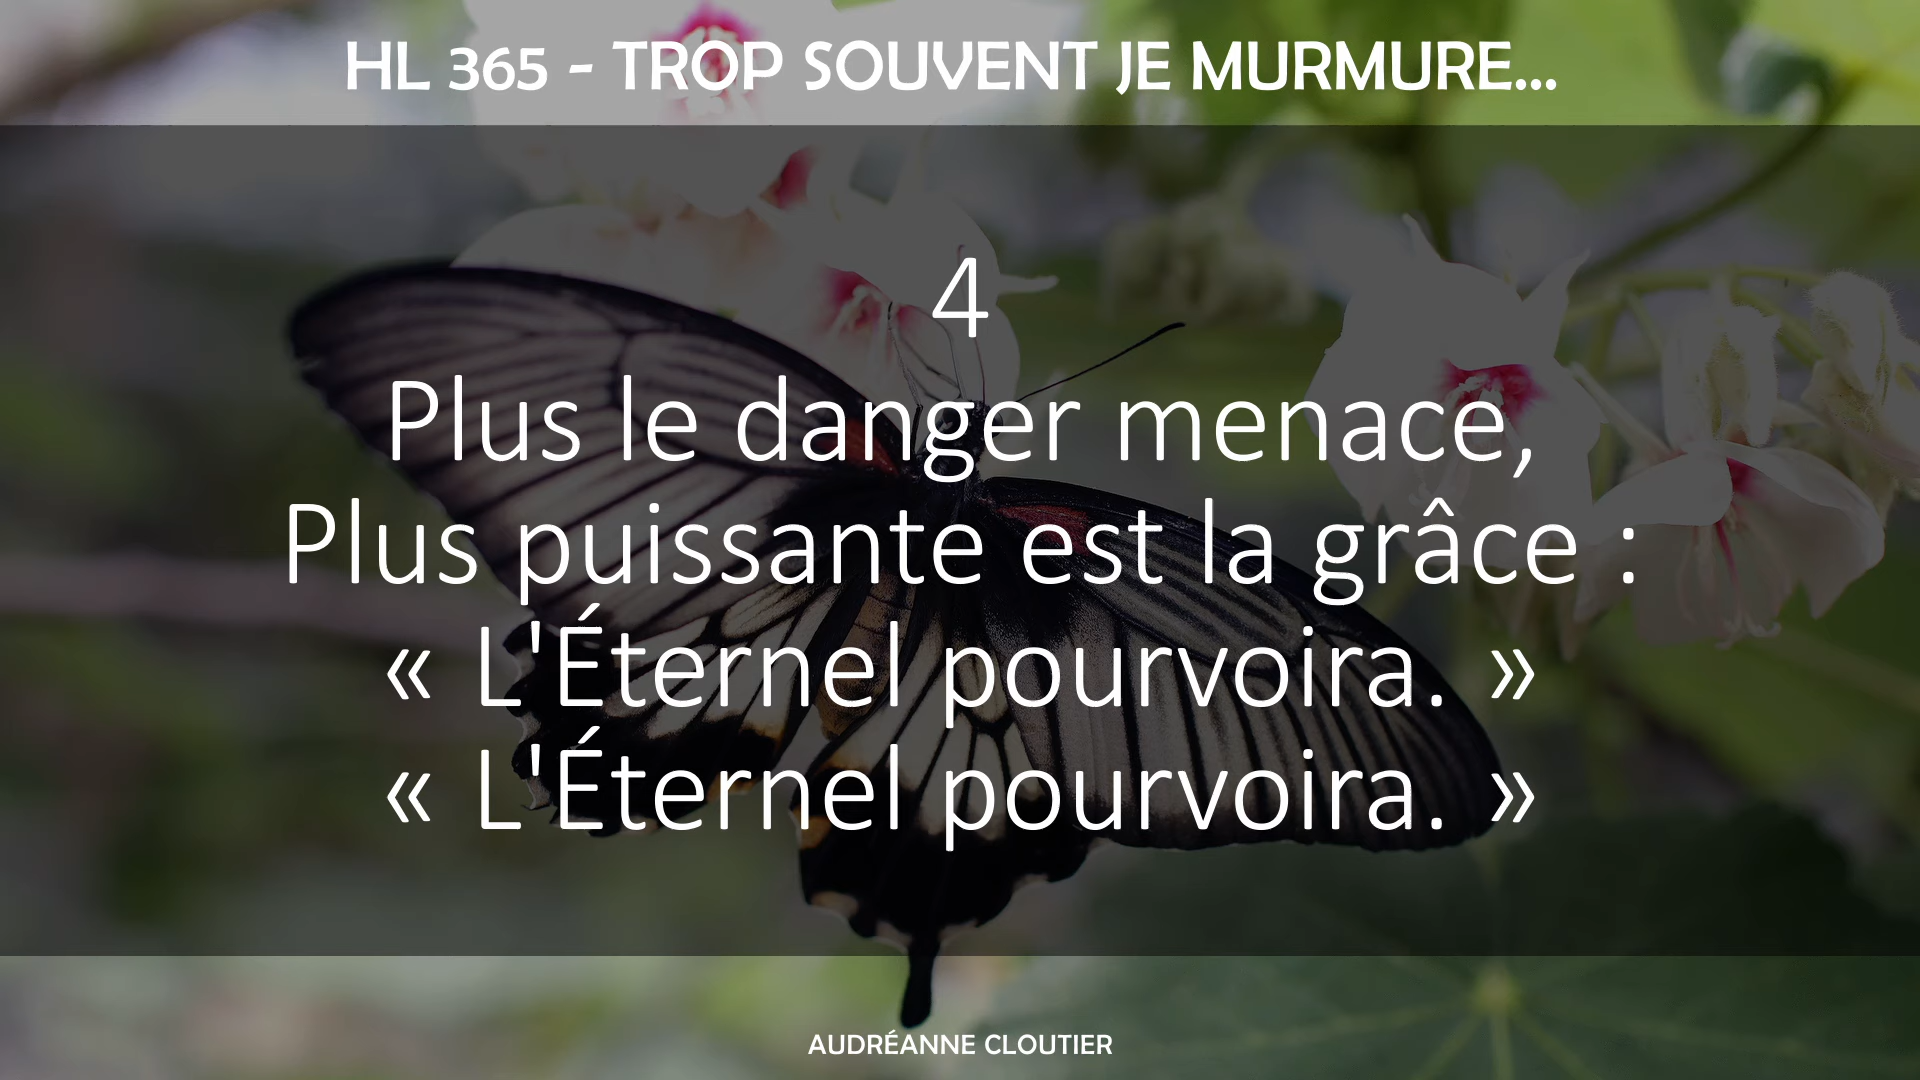 HL 365 - TROP SOUVENT JE MURMURE...
4
Plus le danger menace,
Plus puissante est la grâce :
« L'Éternel pourvoira. »
« L'Éternel pourvoira. »
AUDRÉANNE CLOUTIER